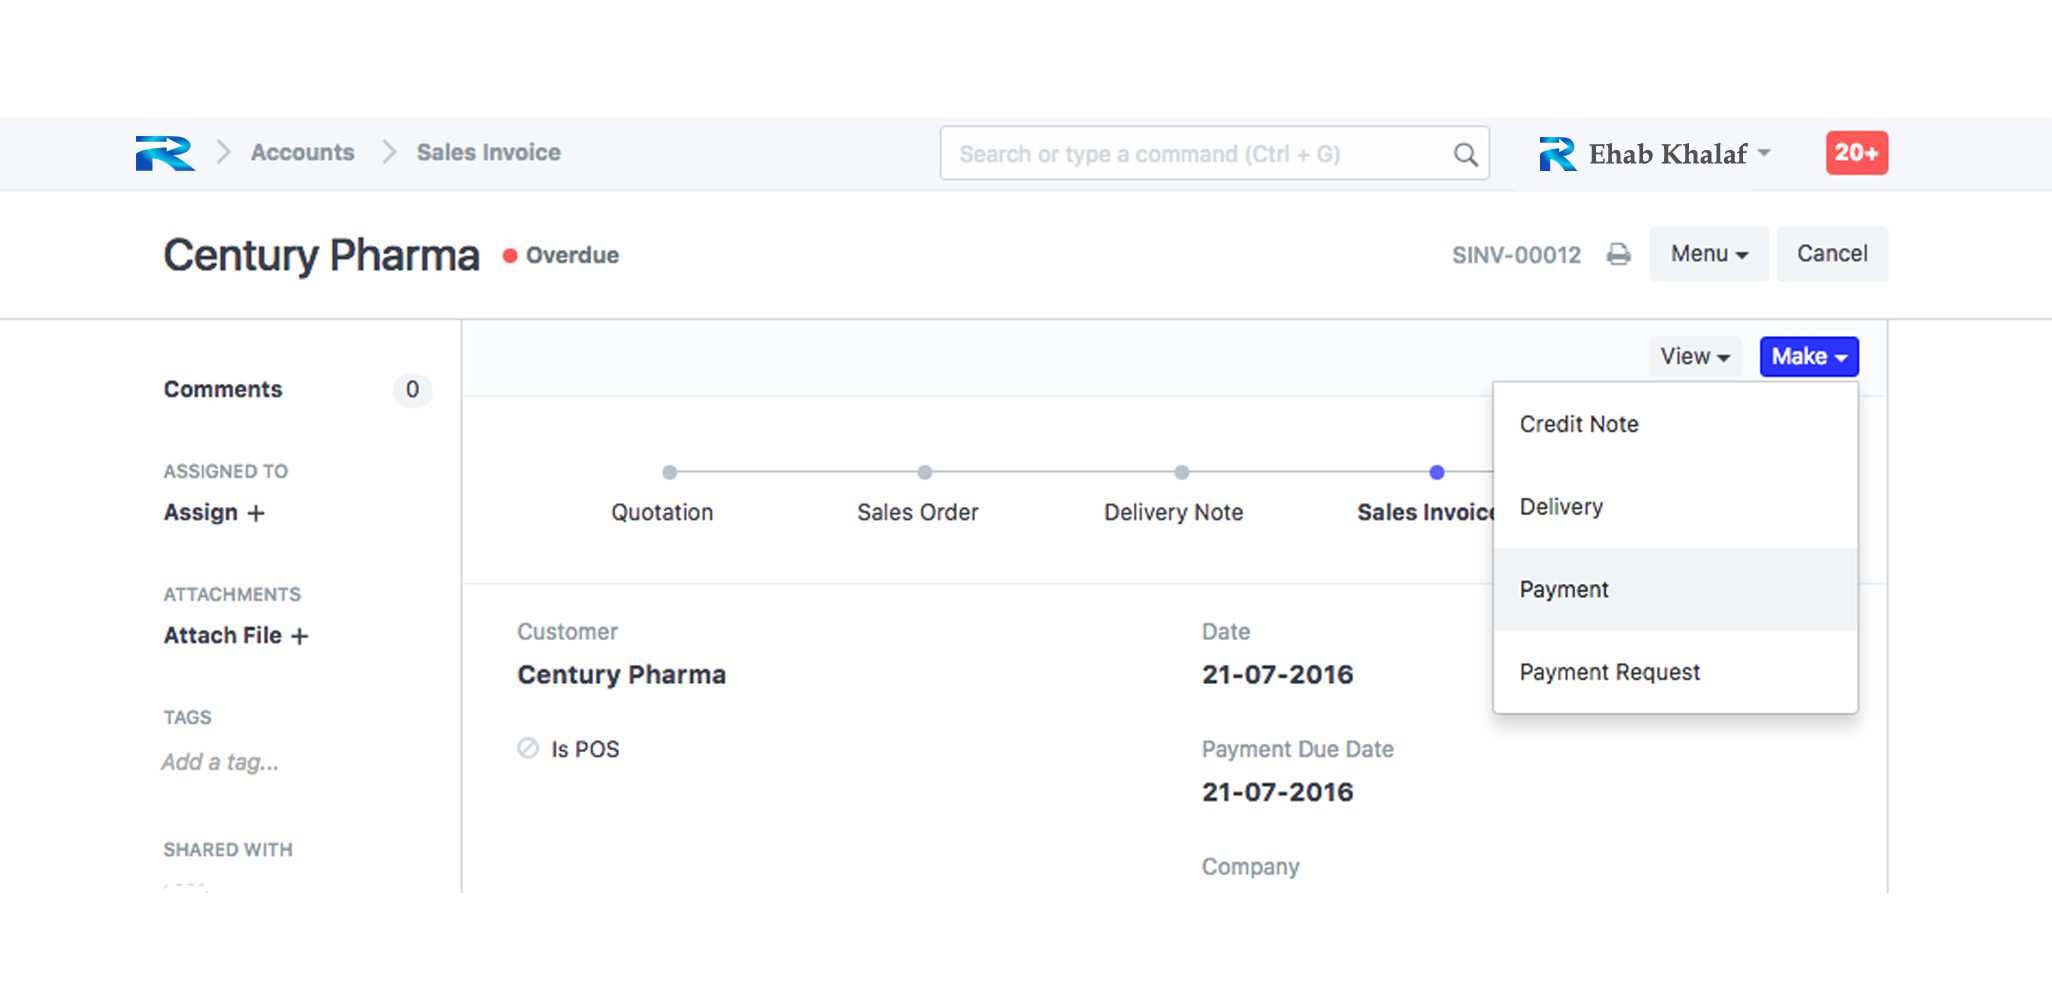 Accounts
Sales Invoice
Search or type a command (Ctrl + G)
Ehab Khalaf
20+
Century Pharma
Overdue
SINV-00012
Menu
Cancel
View
Make
Comments
0
ASSIGNED TO
Assign +
ATTACHMENTS
Attach File +
TAGS
Add a tag...
SHARED WITH
Quotation
Sales Order
Delivery Note
Sales Invoice
Credit Note
Delivery
Payment
Payment Request
Customer
Century Pharma
Is POS
Date
21-07-2016
Payment Due Date
21-07-2016
Company